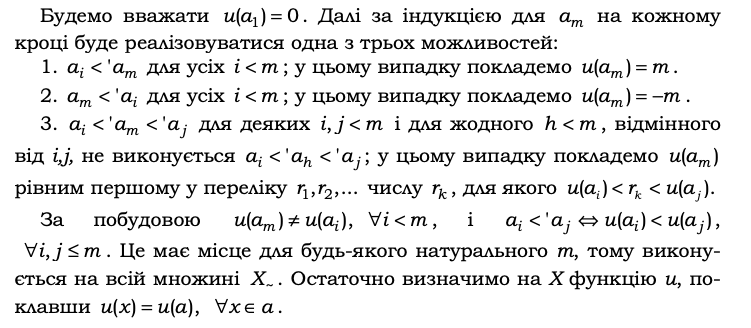 Будемо вважати u(a₁) = 0. Далі за індукцією для aₘ на кожному
кроці буде реалізовуватися одна з трьох можливостей:
1. aᵢ <' aₘ для усіх i < m; у цьому випадку покладемо u(aₘ) = m.
2. aₘ <' aᵢ для усіх i < m; у цьому випадку покладемо u(aₘ) = –m.
3. aᵢ <' aₘ <' aⱼ для деяких i, j < m і для жодного h < m, відмінного
від i,j, не виконується aᵢ <' aₕ <' aⱼ; у цьому випадку покладемо u(aₘ)
рівним першому у переліку r₁, r₂,… числу rₖ, для якого u(aᵢ) < rₖ < u(aⱼ).
За побудовою u(aₘ) ≠ u(aᵢ), ∀i < m, і aᵢ <' aⱼ ⇔ u(aᵢ) < u(aⱼ),
∀i, j ≤ m. Це має місце для будь-якого натурального m, тому викону-
ється на всій множині X~. Остаточно визначимо на X функцію u, по-
клавши u(x) = u(a), ∀x ∈ a.